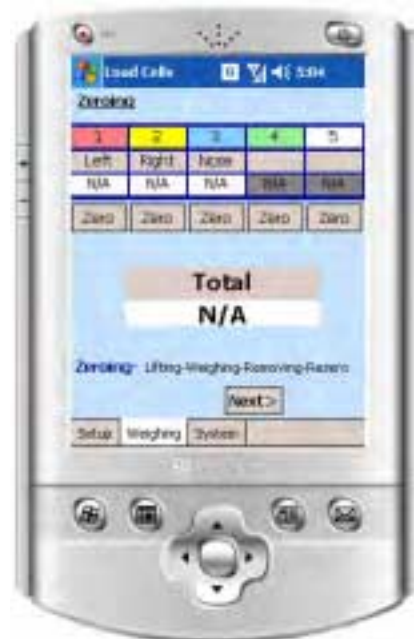 Load Cells 5:04
Zeroing
1 2 3 4 5
Left Right Nose
N/A N/A N/A N/A N/A
Zero Zero Zero Zero Zero
Total
N/A
Zeroing- Lifting-Weighing-Removing-Rezero
Next>
Setup Weighing System